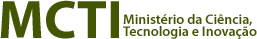 MCTI Ministério da Ciência,
Tecnologia e Inovação